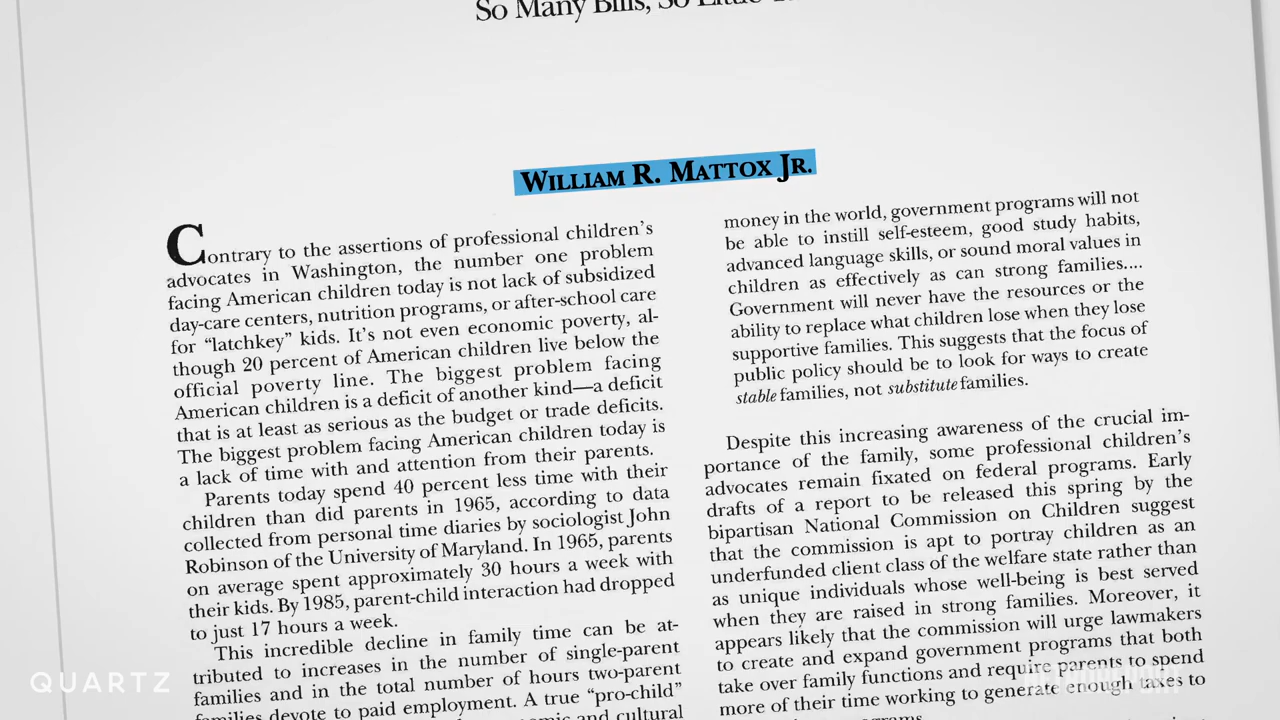 So Many Bills, So Little
WILLIAM R. MATTOX JR.
Contrary to the assertions of professional children's
advocates in Washington, the number one problem
facing American children today is not lack of subsidized
day-care centers, nutrition programs, or after-school care
for “latchkey” kids. It's not even economic poverty, al-
though 20 percent of American children live below the
official poverty line. The biggest problem facing
American children is a deficit of another kind—a deficit
that is at least as serious as the budget or trade deficits.
The biggest problem facing American children today is
a lack of time with and attention from their parents.
Parents today spend 40 percent less time with their
children than did parents in 1965, according to data
collected from personal time diaries by sociologist John
Robinson of the University of Maryland. In 1965, parents
on average spent approximately 30 hours a week with
their kids. By 1985, parent-child interaction had dropped
to just 17 hours a week.
This incredible decline in family time can be at-
tributed to increases in the number of single-parent
families and in the total number of hours two-parent
families devote to paid employment. A true “pro-child”
and cultural
money in the world, government programs will not
be able to instill self-esteem, good study habits,
advanced language skills, or sound moral values in
children as effectively as can strong families....
Government will never have the resources or the
ability to replace what children lose when they lose
supportive families. This suggests that the focus of
public policy should be to look for ways to create
stable families, not substitute families.
Despite this increasing awareness of the crucial im-
portance of the family, some professional children's
advocates remain fixated on federal programs. Early
drafts of a report to be released this spring by the
bipartisan National Commission on Children suggest
that the commission is apt to portray children as an
underfunded client class of the welfare state rather than
as unique individuals whose well-being is best served
when they are raised in strong families. Moreover, it
appears likely that the commission will urge lawmakers
to create and expand government programs that both
take over family functions and require parents to spend
more of their time working to generate enough taxes to
programs.
QUARTZ